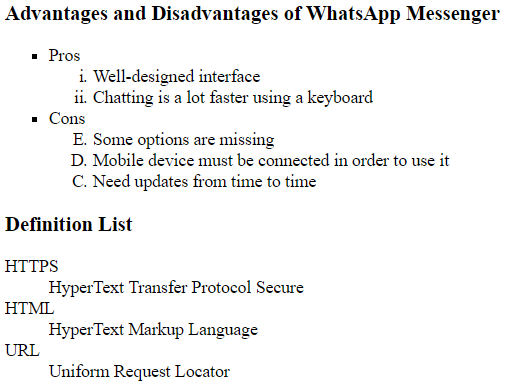 Advantages and Disadvantages of WhatsApp Messenger
▪ Pros
i. Well-designed interface
ii. Chatting is a lot faster using a keyboard
▪ Cons
E. Some options are missing
D. Mobile device must be connected in order to use it
C. Need updates from time to time
Definition List
HTTPS
HyperText Transfer Protocol Secure
HTML
HyperText Markup Language
URL
Uniform Request Locator